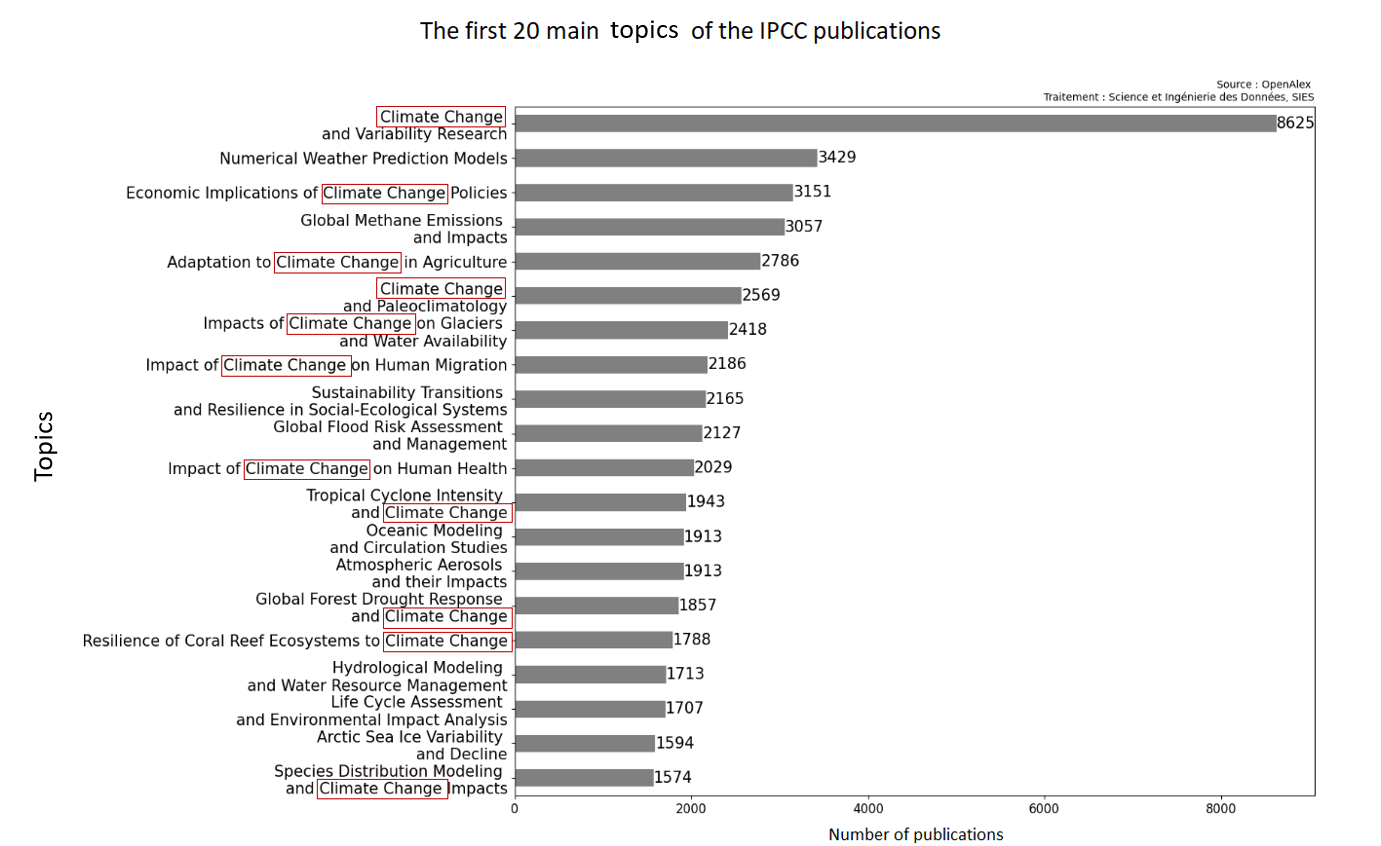 The first 20 main topics of the IPCC publications
Source : OpenAlex
Traitement : Science et Ingénierie des Données, SIES
Climate Change
and Variability Research
8625
Numerical Weather Prediction Models
3429
Economic Implications of Climate Change Policies
3151
Global Methane Emissions
and Impacts
3057
Adaptation to Climate Change in Agriculture
2786
Climate Change
and Paleoclimatology
2569
Impacts of Climate Change on Glaciers
and Water Availability
2418
Impact of Climate Change on Human Migration
2186
Sustainability Transitions
and Resilience in Social-Ecological Systems
2165
Global Flood Risk Assessment
and Management
2127
Impact of Climate Change on Human Health
2029
Tropical Cyclone Intensity
and Climate Change
1943
Oceanic Modeling
and Circulation Studies
1913
Atmospheric Aerosols
and their Impacts
1913
Global Forest Drought Response
and Climate Change
1857
Resilience of Coral Reef Ecosystems to Climate Change
1788
Hydrological Modeling
and Water Resource Management
1713
Life Cycle Assessment
and Environmental Impact Analysis
1707
Arctic Sea Ice Variability
and Decline
1594
Species Distribution Modeling
and Climate Change Impacts
1574
Topics
0 2000 4000 6000 8000
Number of publications